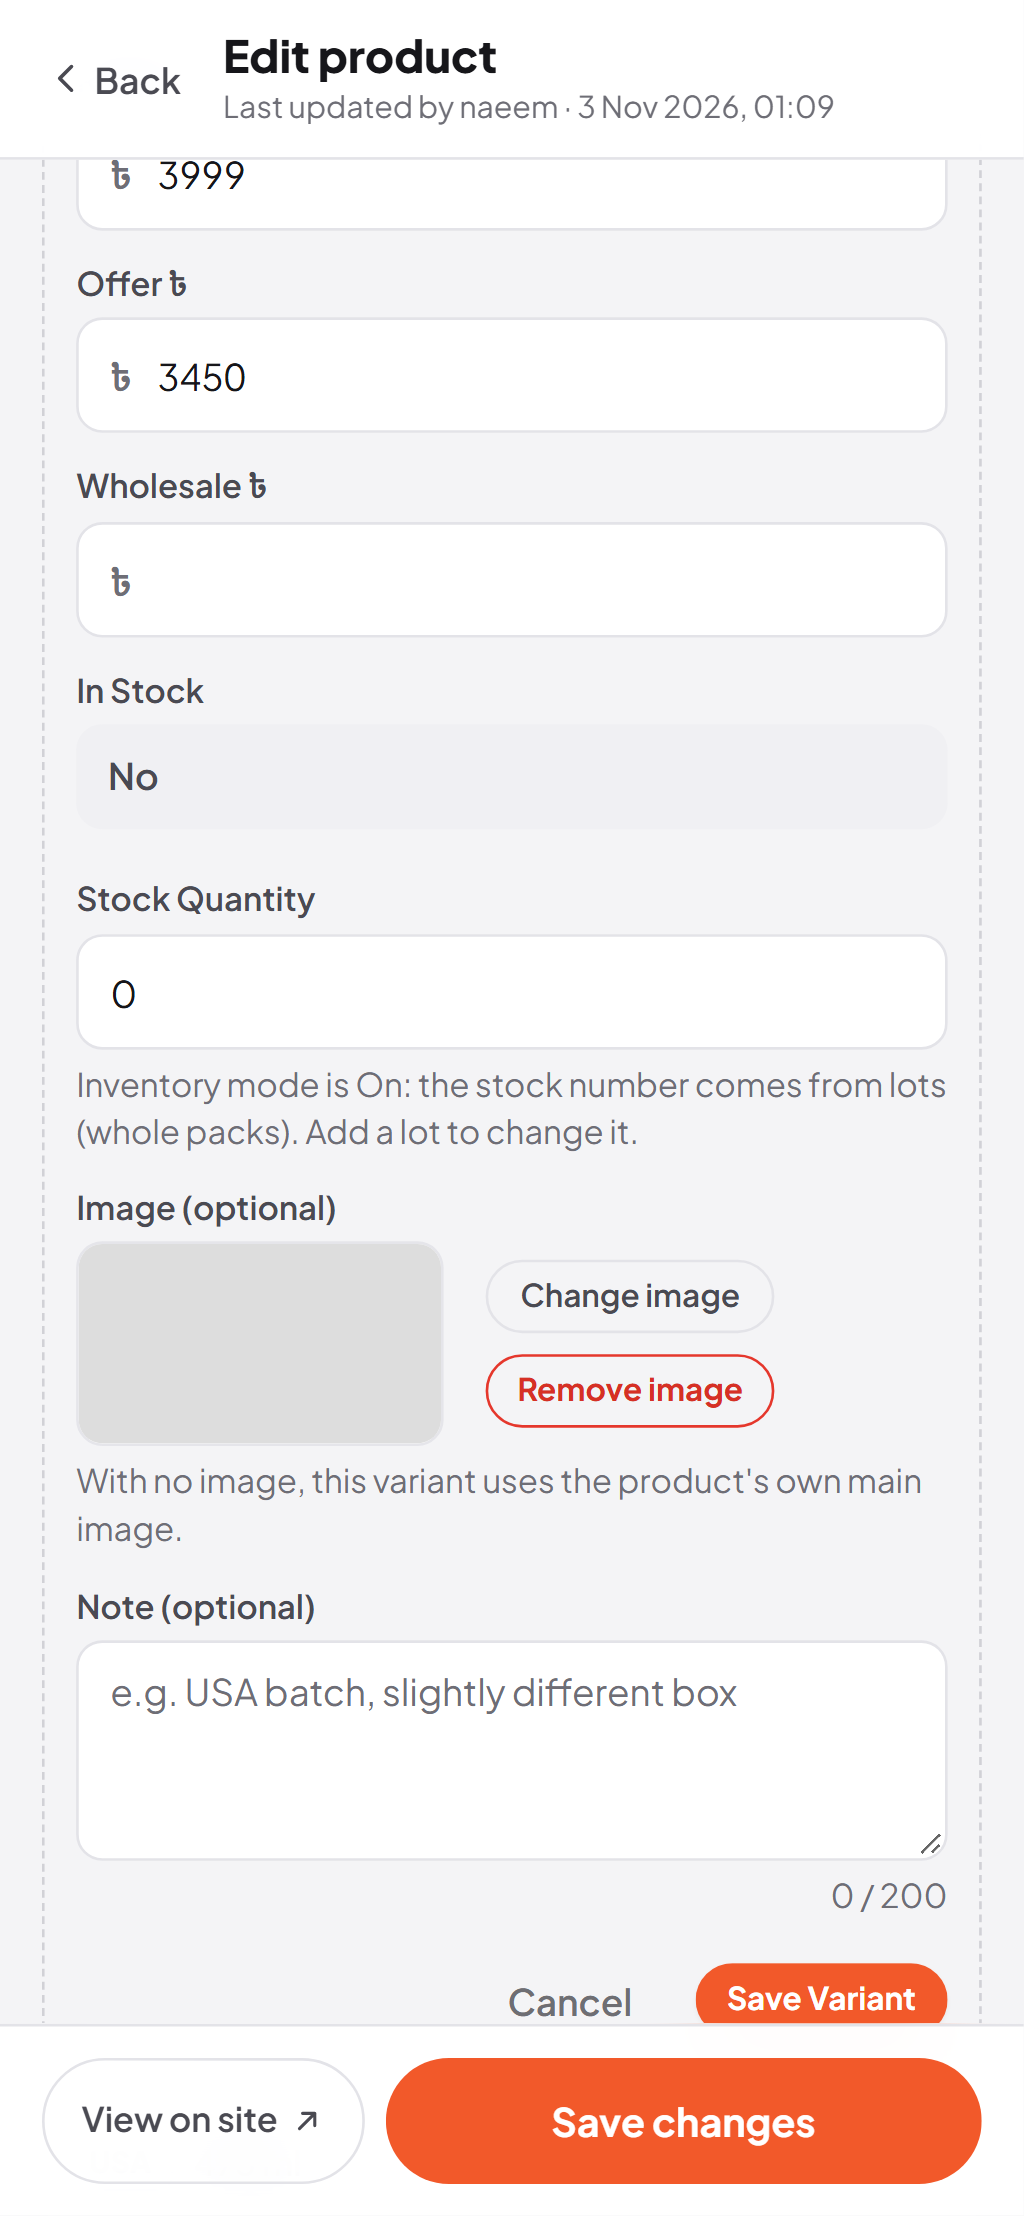 Back
Edit product
Last updated by naeem · 3 Nov 2026, 01:09
৳ 3999
Offer ৳
৳ 3450
Wholesale ৳
৳
In Stock
No
Stock Quantity
0
Inventory mode is On: the stock number comes from lots
(whole packs). Add a lot to change it.
Image (optional)
Change image
Remove image
With no image, this variant uses the product's own main
image.
Note (optional)
e.g. USA batch, slightly different box
0 / 200
Cancel
Save Variant
View on site ↗
Save changes